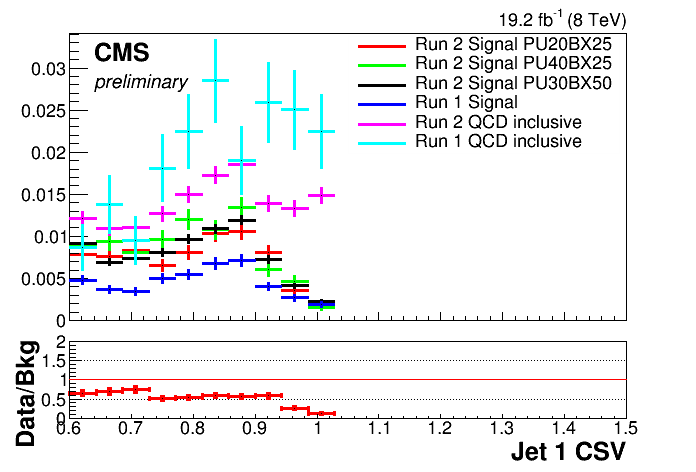 19.2 fb⁻¹ (8 TeV)
CMS
preliminary
Run 2 Signal PU20BX25
Run 2 Signal PU40BX25
Run 2 Signal PU30BX50
Run 1 Signal
Run 2 QCD inclusive
Run 1 QCD inclusive
0.03
0.025
0.02
0.015
0.01
0.005
0
Data/Bkg
2
1.5
1
0.5
0
0.6 0.7 0.8 0.9 1 1.1 1.2 1.3 1.4 1.5
Jet 1 CSV